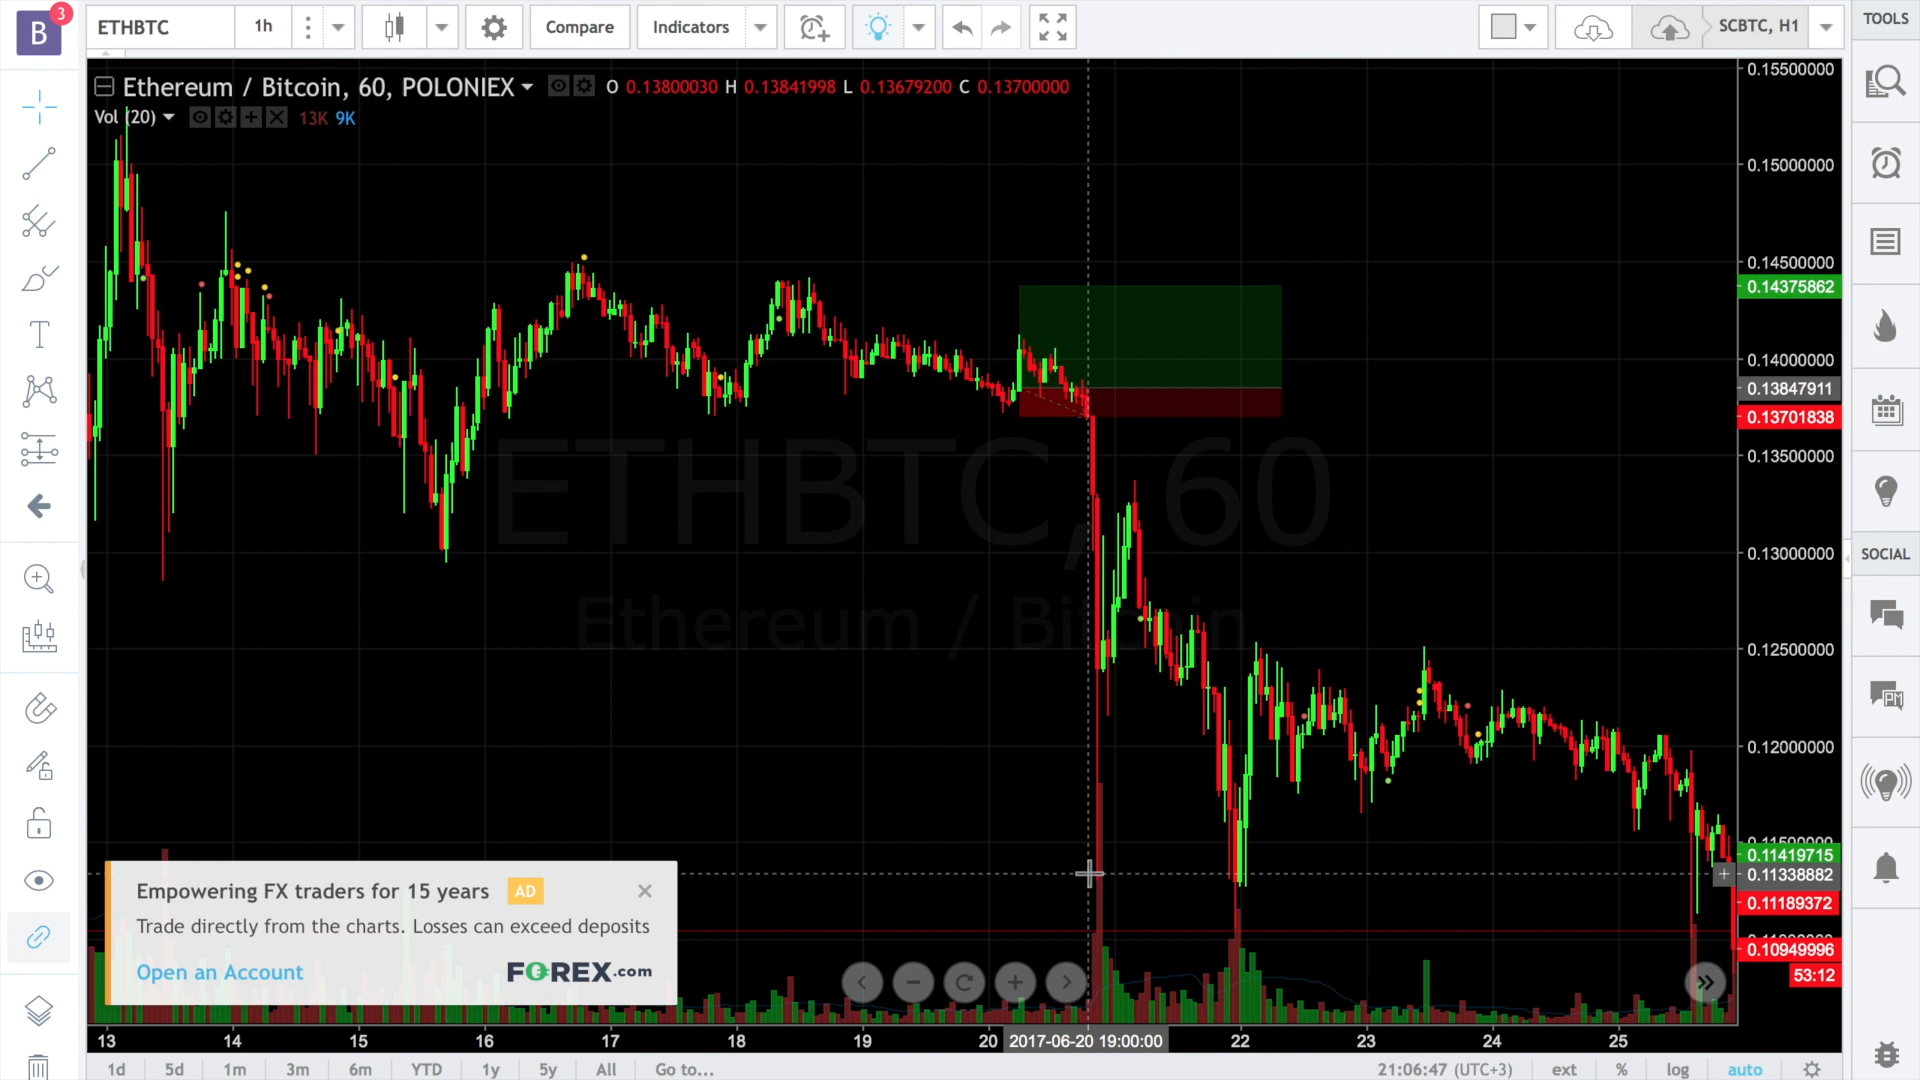 B
3
ETHBTC
1h
Compare
Indicators
SCBTC, H1
TOOLS
Ethereum / Bitcoin, 60, POLONIEX
O 0.13800030 H 0.13841998 L 0.13679200 C 0.13700000
Vol (20)
13K 9K
ETHBTC, 60
Ethereum / Bitcoin
0.15500000
0.15000000
0.14500000
0.14375862
0.14000000
0.13847911
0.13701838
0.13500000
0.13000000
0.12500000
0.12000000
0.11500000
0.11419715
0.11338882
0.11189372
0.10949996
53:12
SOCIAL
PM
Empowering FX traders for 15 years
AD
Trade directly from the charts. Losses can exceed deposits
Open an Account
FOREX.com
13 14 15 16 17 18 19 20 2017-06-20 19:00:00 22 23 24 25
1d 5d 1m 3m 6m YTD 1y 5y All Go to...
21:06:47 (UTC+3) ext % log auto